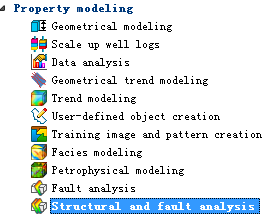 Property modeling
Geometrical modeling
Scale up well logs
Data analysis
Geometrical trend modeling
Trend modeling
User-defined object creation
Training image and pattern creation
Facies modeling
Petrophysical modeling
Fault analysis
Structural and fault analysis